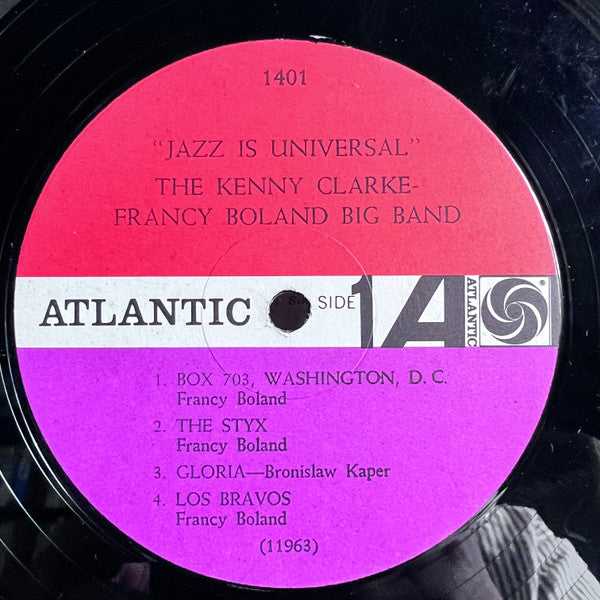 1401
"JAZZ IS UNIVERSAL"
THE KENNY CLARKE-
FRANCY BOLAND BIG BAND
ATLANTIC
SIDE 1
A
ATLANTIC
®
1. BOX 703, WASHINGTON, D. C.
Francy Boland
2. THE STYX
Francy Boland
3. GLORIA—Bronislaw Kaper
4. LOS BRAVOS
Francy Boland
(11963)